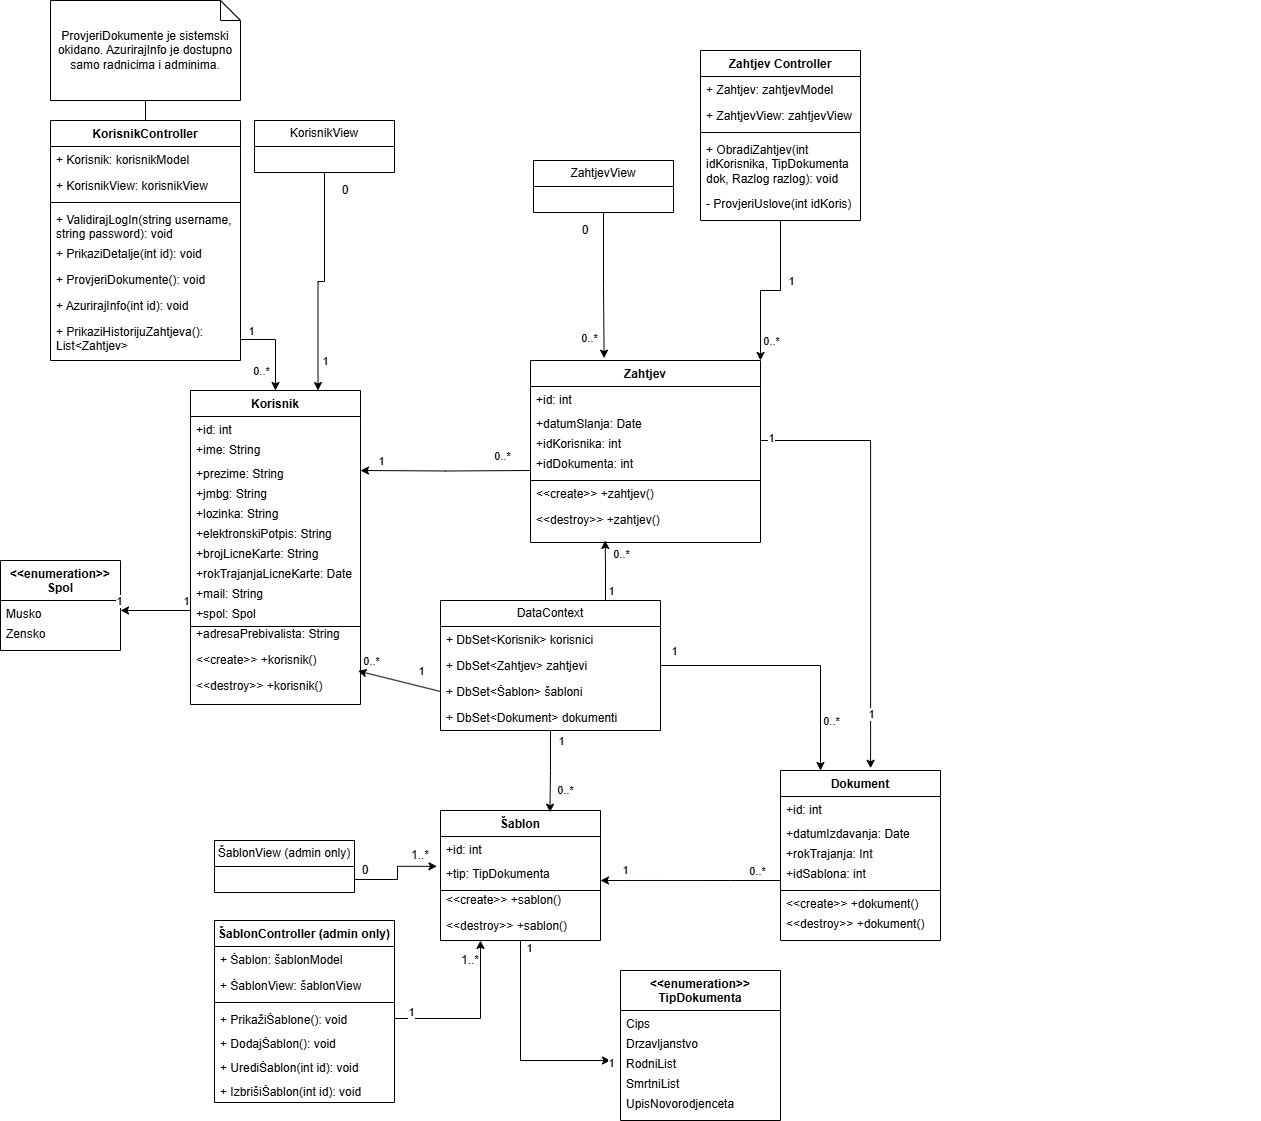 ProvjeriDokumente je sistemski
okidano. AzurirajInfo je dostupno
samo radnicima i adminima.
KorisnikController
+ Korisnik: korisnikModel
+ KorisnikView: korisnikView
+ ValidirajLogIn(string username,
string password): void
+ PrikaziDetalje(int id): void
+ ProvjeriDokumente(): void
+ AzurirajInfo(int id): void
+ PrikaziHistorijuZahtjeva():
List<Zahtjev>
1
0..*
KorisnikView
0
1
ZahtjevView
0
0..*
Zahtjev Controller
+ Zahtjev: zahtjevModel
+ ZahtjevView: zahtjevView
+ ObradiZahtjev(int
idKorisnika, TipDokumenta
dok, Razlog razlog): void
- ProvjeriUslove(int idKoris)
1
0..*
Korisnik
+id: int
+ime: String
+prezime: String
+jmbg: String
+lozinka: String
+elektronskiPotpis: String
+brojLicneKarte: String
+rokTrajanjaLicneKarte: Date
+mail: String
+spol: Spol
+adresaPrebivalista: String
<<create>> +korisnik()
<<destroy>> +korisnik()
1
0..*
Zahtjev
+id: int
+datumSlanja: Date
+idKorisnika: int
+idDokumenta: int
<<create>> +zahtjev()
<<destroy>> +zahtjev()
1
1
0..*
1
<<enumeration>>
Spol
Musko
Zensko
1
1
DataContext
+ DbSet<Korisnik> korisnici
+ DbSet<Zahtjev> zahtjevi
+ DbSet<Šablon> šabloni
+ DbSet<Dokument> dokumenti
0..*
1
1
0..*
1
0..*
Dokument
+id: int
+datumIzdavanja: Date
+rokTrajanja: Int
+idSablona: int
<<create>> +dokument()
<<destroy>> +dokument()
Šablon
+id: int
+tip: TipDokumenta
<<create>> +sablon()
<<destroy>> +sablon()
1
0..*
ŠablonView (admin only)
0
1..*
ŠablonController (admin only)
+ Šablon: šablonModel
+ ŠablonView: šablonView
+ PrikažiŠablone(): void
+ DodajŠablon(): void
+ UrediŠablon(int id): void
+ IzbrišiŠablon(int id): void
1
1..*
1
1
<<enumeration>>
TipDokumenta
Cips
Drzavljanstvo
RodniList
SmrtniList
UpisNovorodjenceta